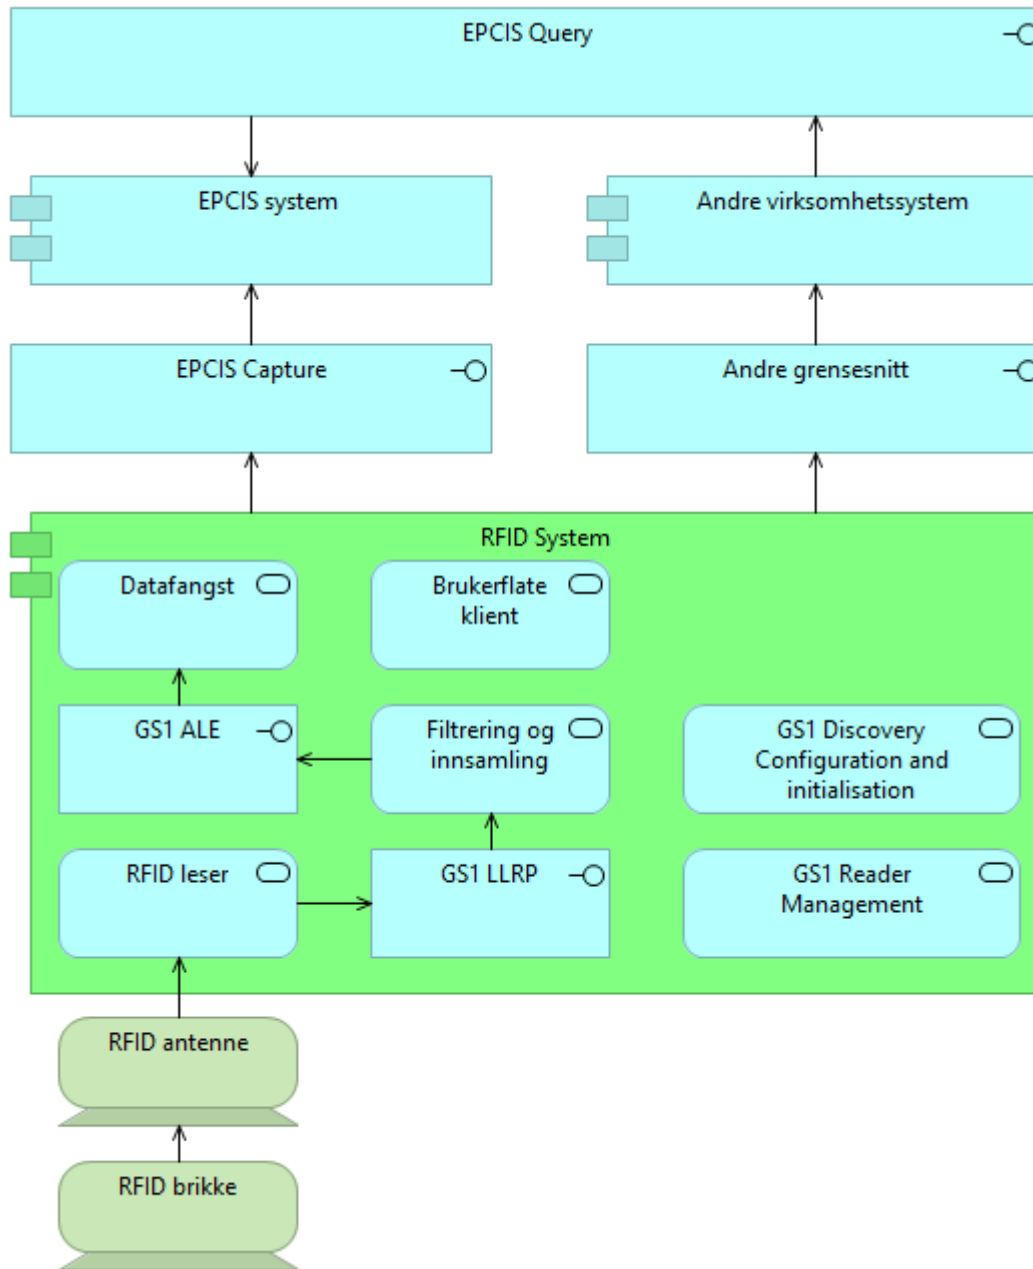 EPCIS Query
EPCIS system
Andre virksomhetssystem
EPCIS Capture
Andre grensesnitt
RFID System
Datafangst
Brukerflate
klient
GS1 ALE
Filtrering og
innsamling
GS1 Discovery
Configuration and
initialisation
RFID leser
GS1 LLRP
GS1 Reader
Management
RFID antenne
RFID brikke